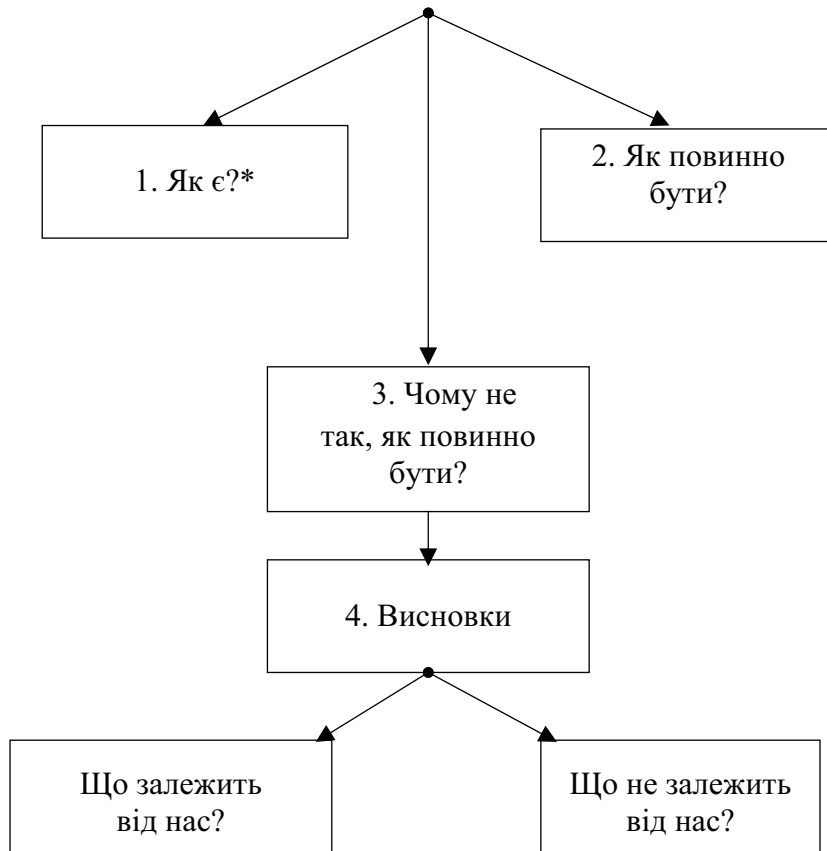 1. Як є?*
2. Як повинно
бути?
3. Чому не
так, як повинно
бути?
4. Висновки
Що залежить
від нас?
Що не залежить
від нас?